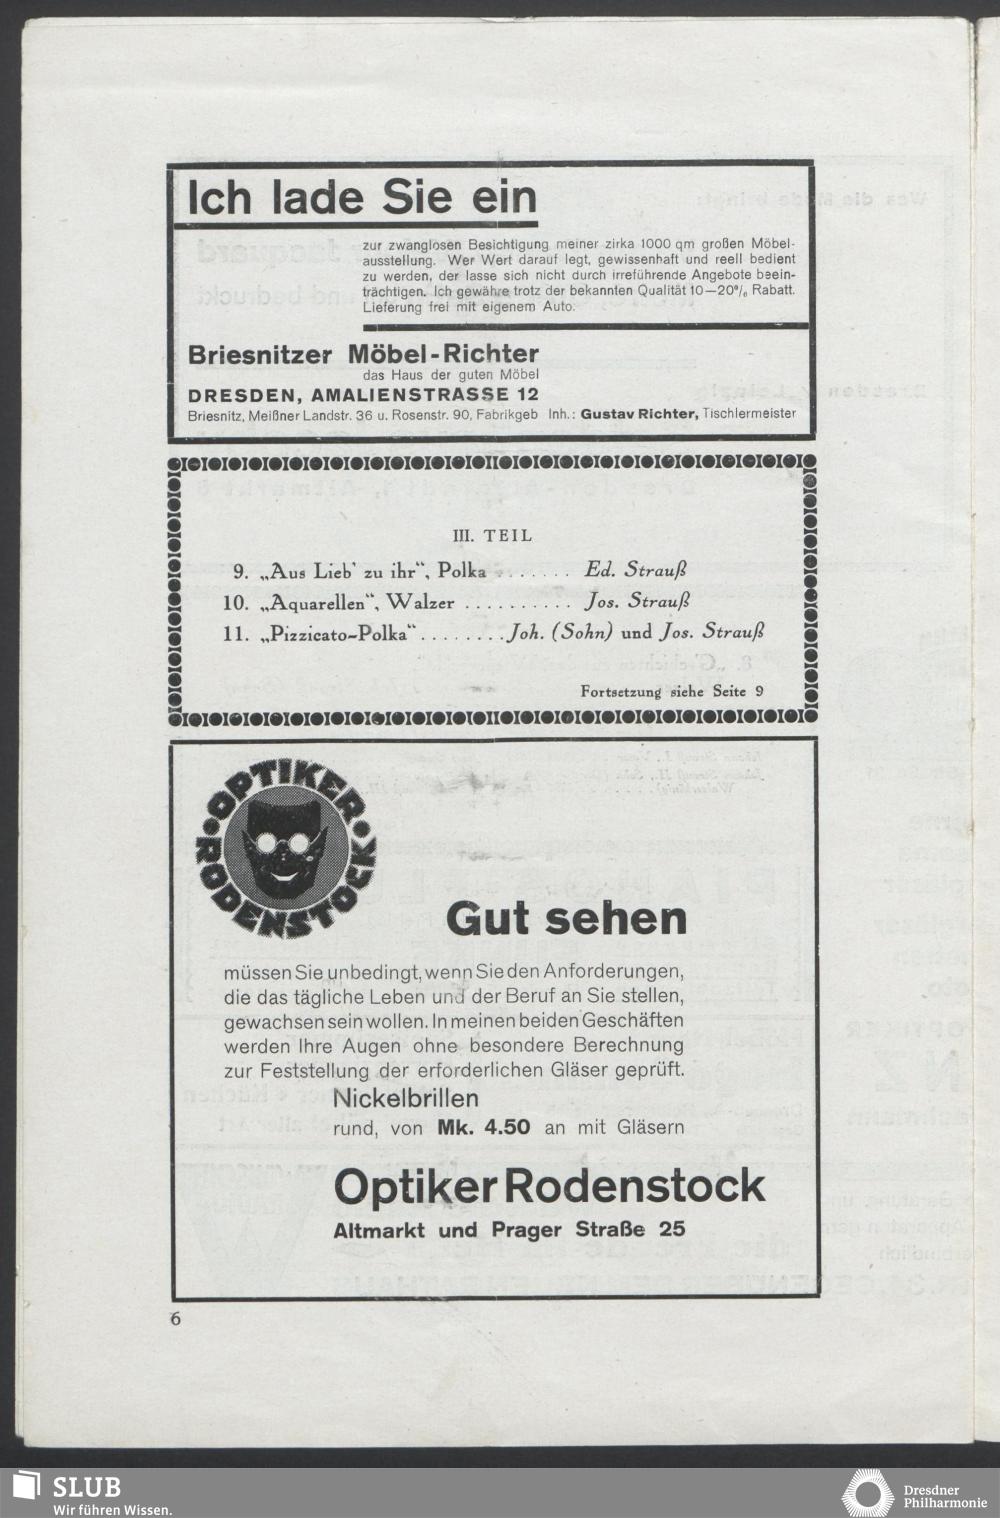 Ich lade Sie ein
zur zwanglosen Besichtigung meiner zirka 1000 qm großen Möbel-
ausstellung. Wer Wert darauf legt, gewissenhaft und reell bedient
zu werden, der lasse sich nicht durch irreführende Angebote beein-
trächtigen. Ich gewähre trotz der bekannten Qualität 10—20% Rabatt.
Lieferung frei mit eigenem Auto.
Briesnitzer Möbel-Richter
das Haus der guten Möbel
DRESDEN, AMALIENSTRASSE 12
Briesnitz, Meißner Landstr. 36 u. Rosenstr. 90, Fabrikgeb Inh.: Gustav Richter, Tischlermeister
III. TEIL
9. „Aus Lieb' zu ihr“, Polka . . . . . . . Ed. Strauß
10. „Aquarellen“, Walzer . . . . . . . . . . Jos. Strauß
11. „Pizzicato-Polka“ . . . . . . . . Joh. (Sohn) und Jos. Strauß
Fortsetzung siehe Seite 9
OPTIKER RODENSTOCK
Gut sehen
müssen Sie unbedingt, wenn Sie den Anforderungen,
die das tägliche Leben und der Beruf an Sie stellen,
gewachsen sein wollen. In meinen beiden Geschäften
werden Ihre Augen ohne besondere Berechnung
zur Feststellung der erforderlichen Gläser geprüft.
Nickelbrillen
rund, von Mk. 4.50 an mit Gläsern
Optiker Rodenstock
Altmarkt und Prager Straße 25
6
SLUB
Wir führen Wissen.
Dresdner
Philharmonie